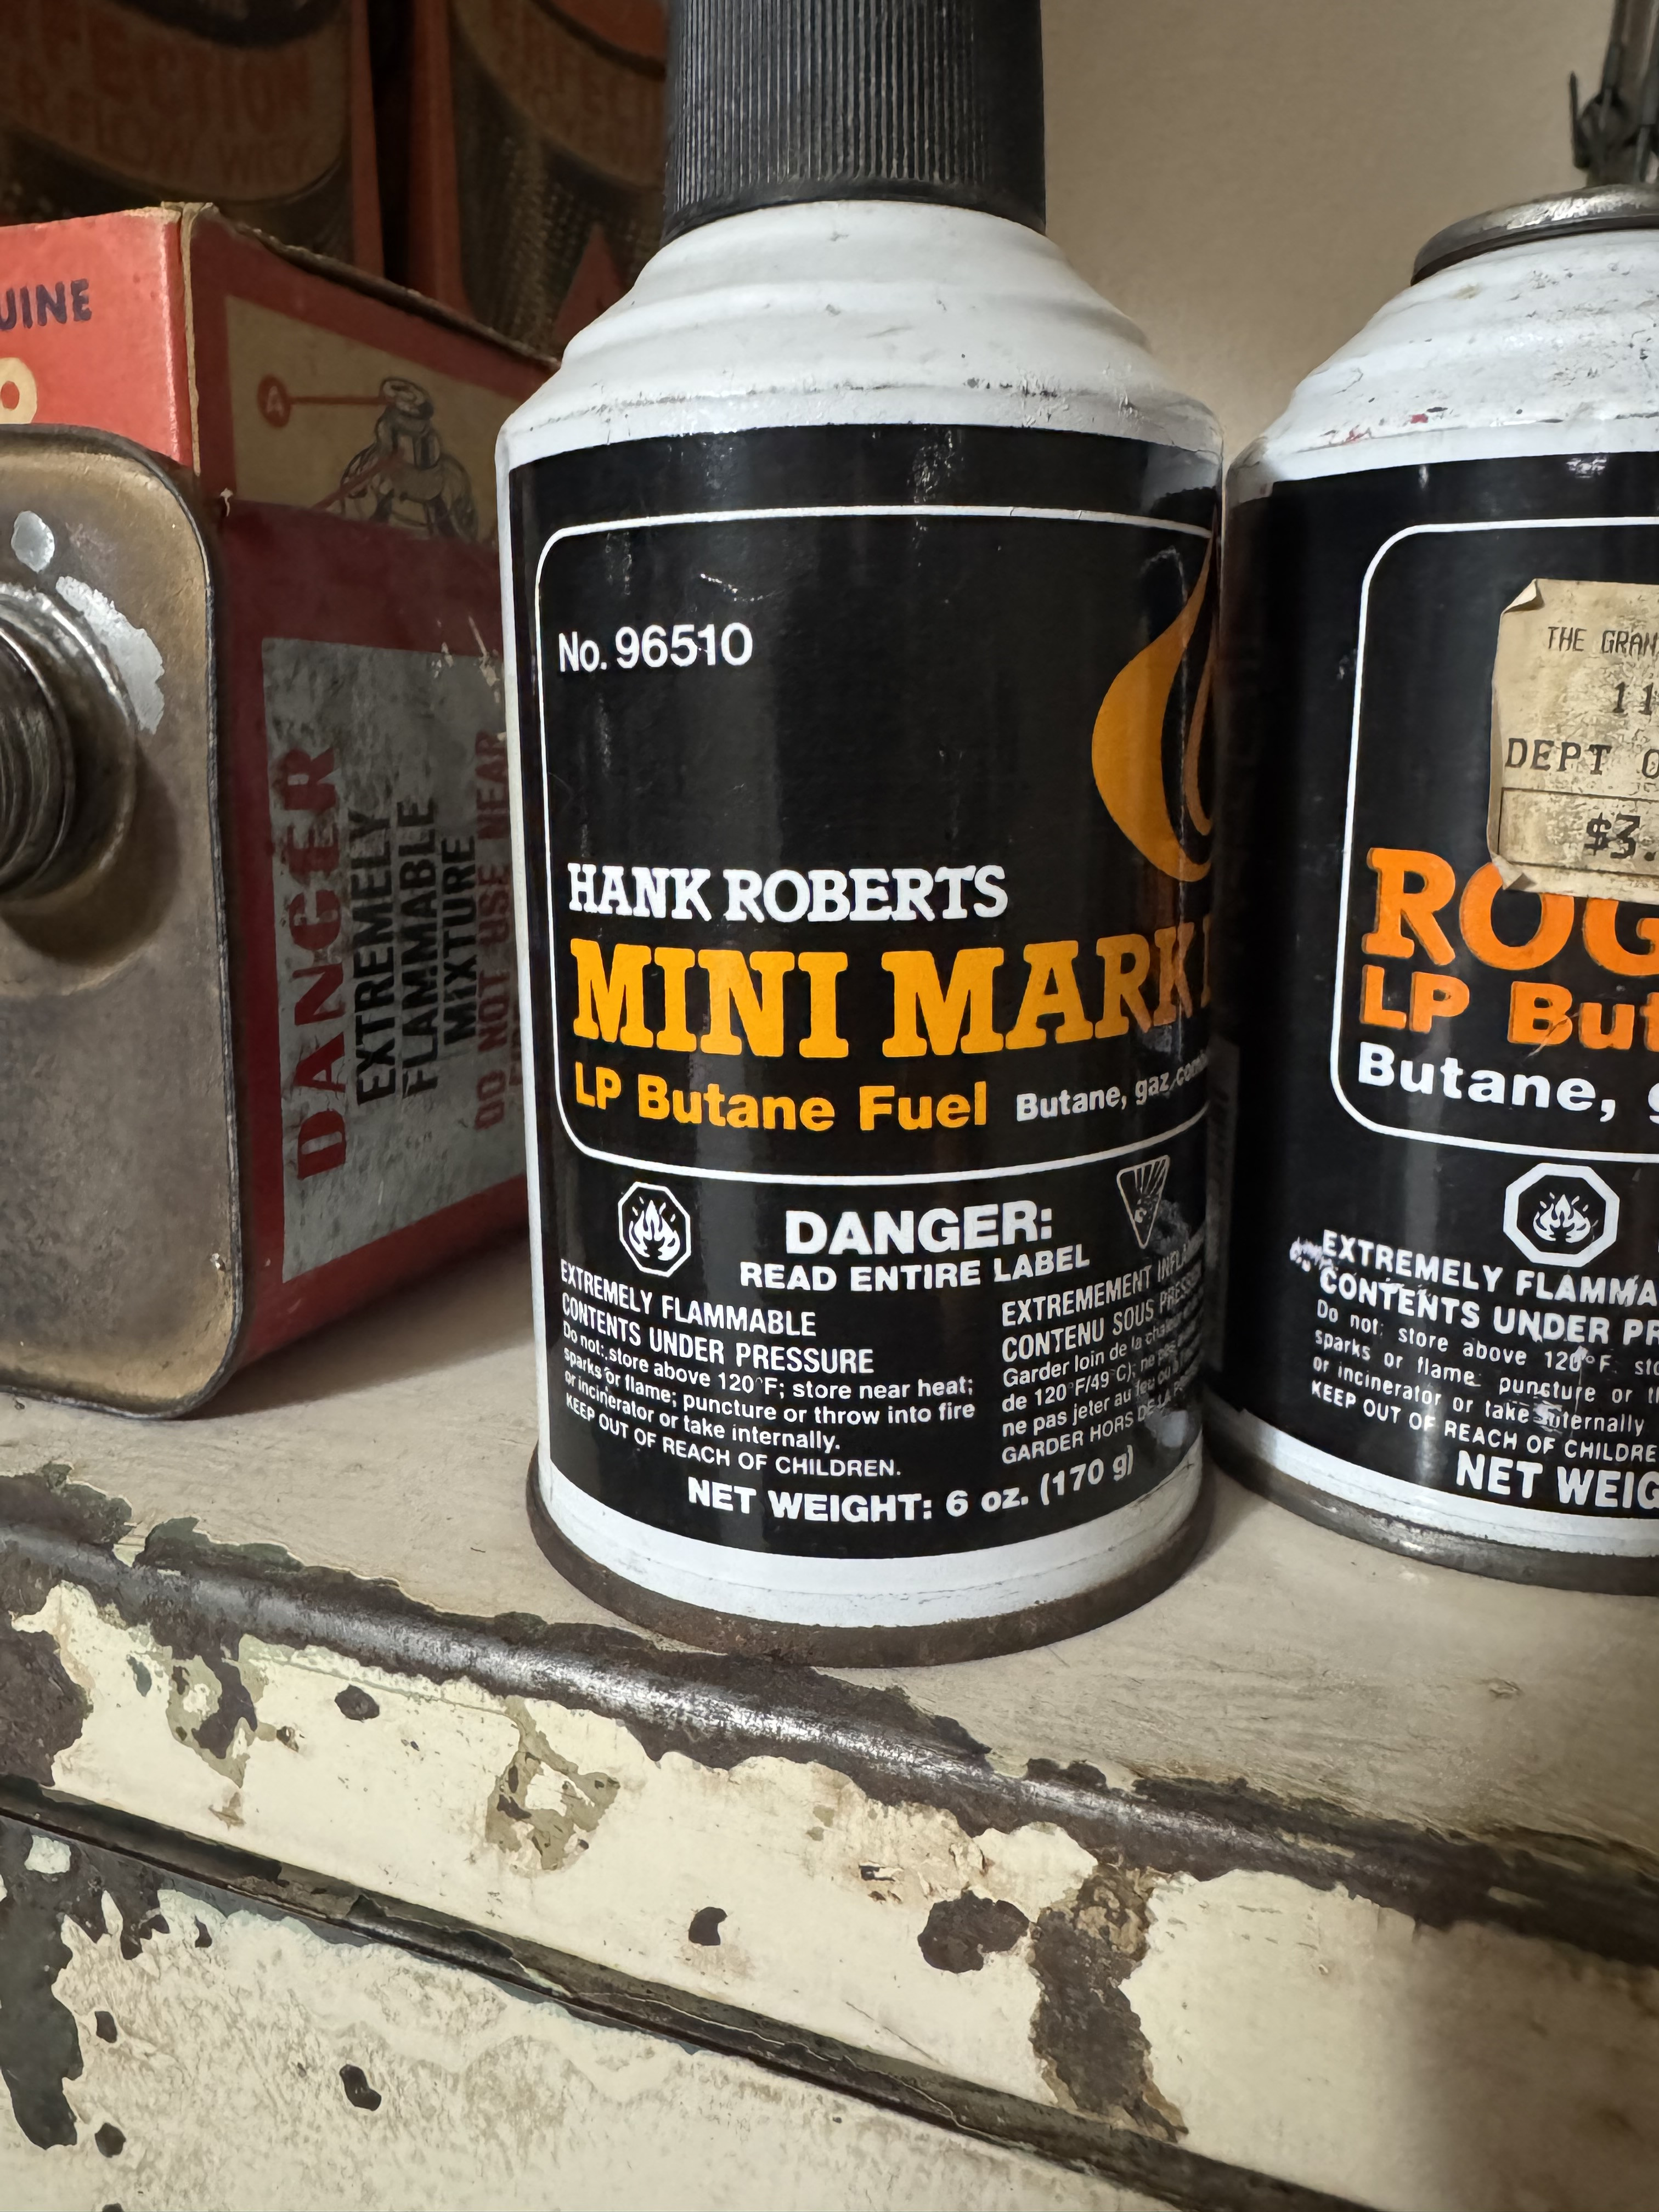 UINE
A
DANGER
EXTREMELY
FLAMMABLE
MIXTURE
DO NOT USE NEAR
No. 96510
HANK ROBERTS
MINI MARK
LP Butane Fuel Butane, gaz
DANGER:
READ ENTIRE LABEL
EXTREMELY FLAMMABLE
CONTENTS UNDER PRESSURE
Do not: store above 120°F; store near heat;
sparks or flame; puncture or throw into fire
or incinerator or take internally.
KEEP OUT OF REACH OF CHILDREN.
EXTREMEMENT
CONTENU SOUS
Garder loin de la
de 120°F/49°C); ne
ne pas jeter au feu ou
GARDER HORS DE LA
NET WEIGHT: 6 oz. (170 g)
THE GRAN
11
DEPT
$3.
ROG
LP But
Butane,
EXTREMELY FLAMMA
CONTENTS UNDER PR
Do not: store above 120°F
sparks or flame; puncture or
or incinerator or take internally
KEEP OUT OF REACH OF CHILDRE
NET WEIG